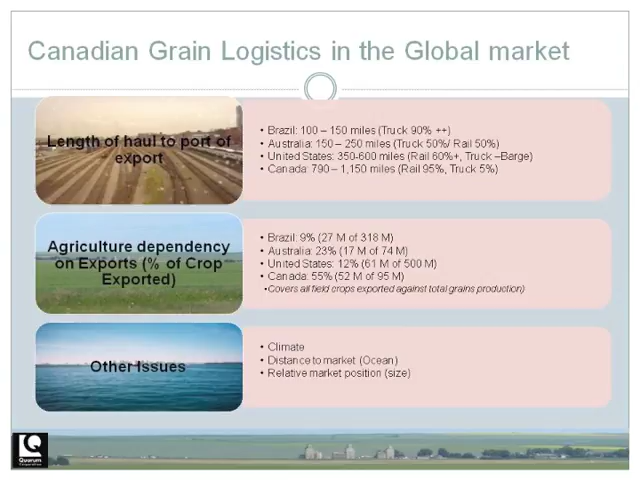 Canadian Grain Logistics in the Global market
Length of haul to port of
export
• Brazil: 100 – 150 miles (Truck 90% ++)
• Australia: 150 – 250 miles (Truck 50%/ Rail 50%)
• United States: 350-600 miles (Rail 60%+, Truck –Barge)
• Canada: 790 – 1,150 miles (Rail 95%, Truck 5%)
Agriculture dependency
on Exports (% of Crop
Exported)
• Brazil: 9% (27 M of 318 M)
• Australia: 23% (17 M of 74 M)
• United States: 12% (61 M of 500 M)
• Canada: 55% (52 M of 95 M)
•Covers all field crops exported against total grains production)
Other Issues
• Climate
• Distance to market (Ocean)
• Relative market position (size)
Quorum
Corporation